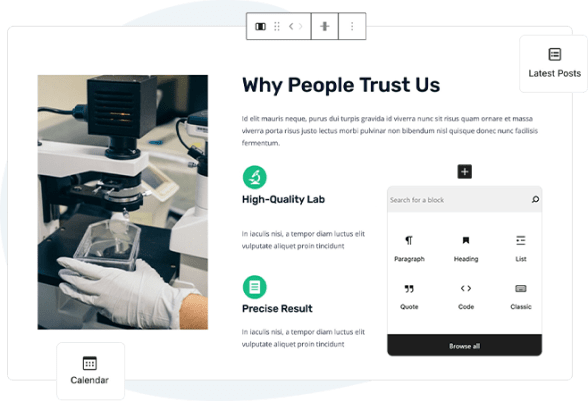 Latest Posts
Why People Trust Us
Id elit mauris neque, purus dui turpis gravida id viverra nunc sit risus quam ornare et massa
viverra porta risus justo lectus morbi pulvinar non bibendum nisl quisque donec nunc facilisis
fermentum.
High-Quality Lab
In iaculis nisi, a tempor diam luctus elit
vulputate aliquet proin tincidunt
Precise Result
In iaculis nisi, a tempor diam luctus elit
vulputate aliquet proin tincidunt
Search for a block
Paragraph Heading List
Quote Code Classic
Browse all
Calendar